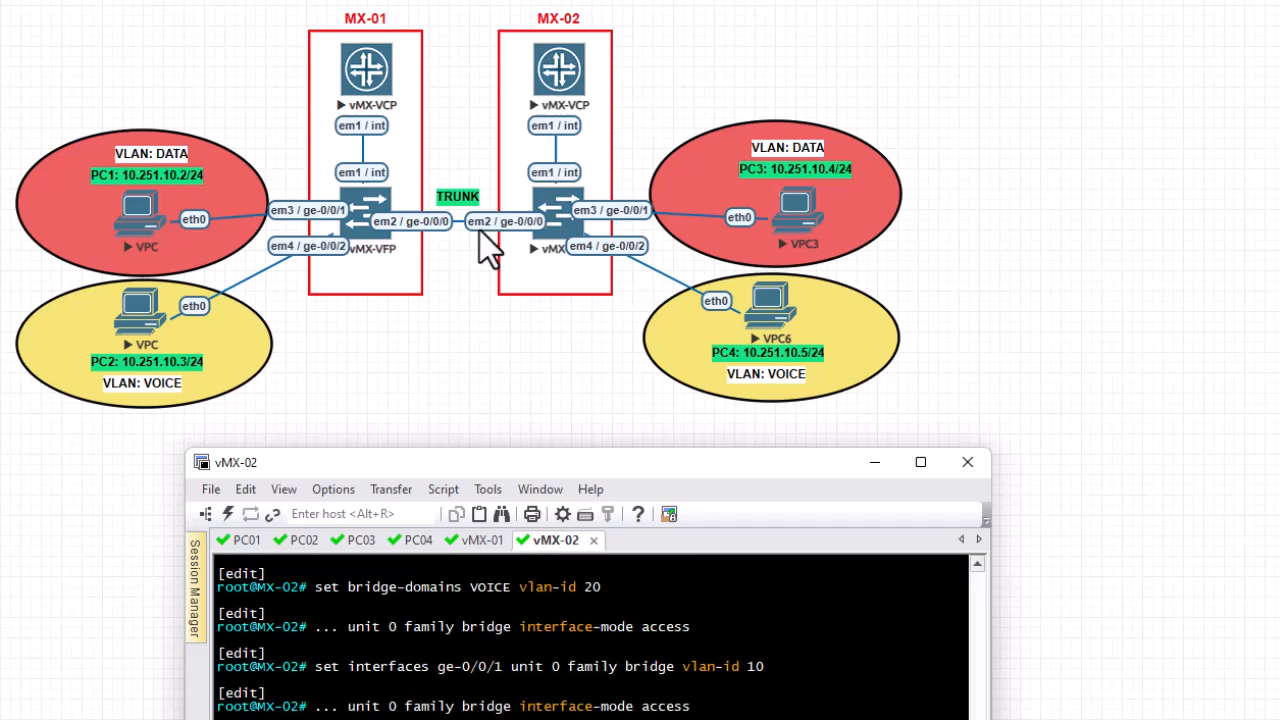 MX-01
MX-02
vMX-VCP
vMX-VCP
em1 / int
em1 / int
em1 / int
em1 / int
VLAN: DATA
PC1: 10.251.10.2/24
eth0
VPC
em3 / ge-0/0/1
em4 / ge-0/0/2
vMX-VFP
TRUNK
em2 / ge-0/0/0
em2 / ge-0/0/0
em3 / ge-0/0/1
em4 / ge-0/0/2
vMX
VLAN: DATA
PC3: 10.251.10.4/24
eth0
VPC3
eth0
VPC
PC2: 10.251.10.3/24
VLAN: VOICE
eth0
VPC6
PC4: 10.251.10.5/24
VLAN: VOICE
vMX-02
File Edit View Options Transfer Script Tools Window Help
Enter host <Alt+R>
Session Manager
PC01 PC02 PC03 PC04 vMX-01 vMX-02
[edit]
root@MX-02# set bridge-domains VOICE vlan-id 20
[edit]
root@MX-02# ... unit 0 family bridge interface-mode access
[edit]
root@MX-02# set interfaces ge-0/0/1 unit 0 family bridge vlan-id 10
[edit]
root@MX-02# ... unit 0 family bridge interface-mode access